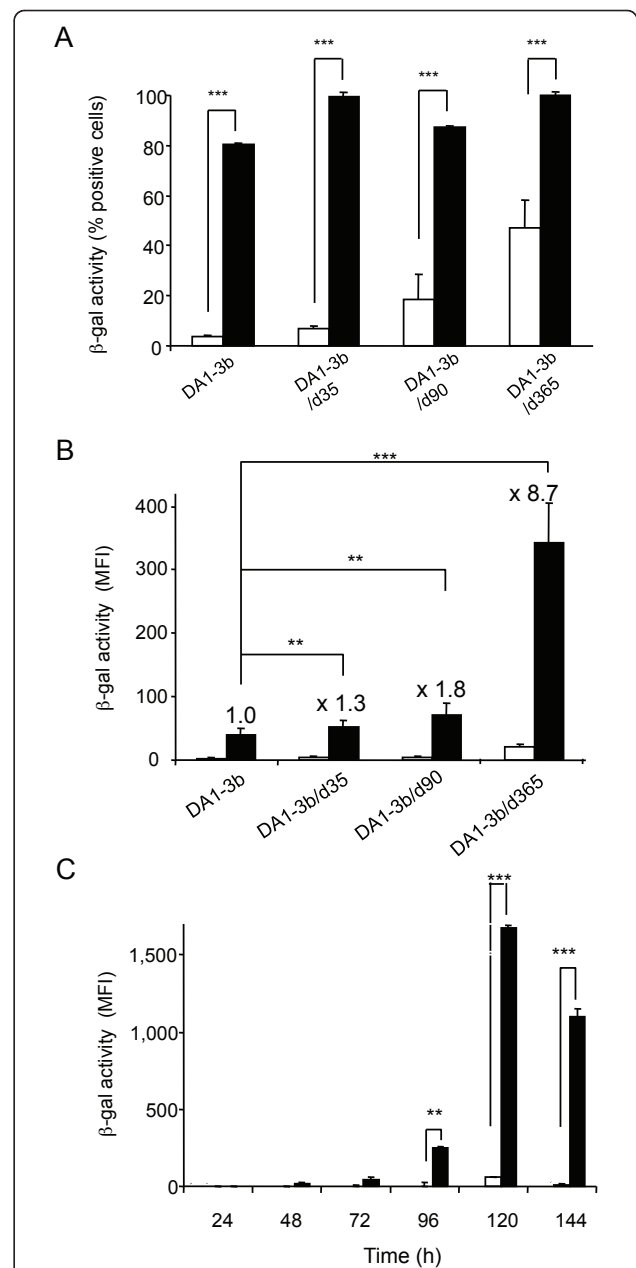 A
***
***
***
***
β-gal activity (% positive cells)
100
80
60
40
20
0
DA1-3b
DA1-3b
/d35
DA1-3b
/d90
DA1-3b
/d365
B
***
**
**
β-gal activity (MFI)
400
300
200
100
0
1.0
x 1.3
x 1.8
x 8.7
DA1-3b
DA1-3b/d35
DA1-3b/d90
DA1-3b/d365
C
***
***
**
β-gal activity (MFI)
1,500
1,000
500
0
24 48 72 96 120 144
Time (h)